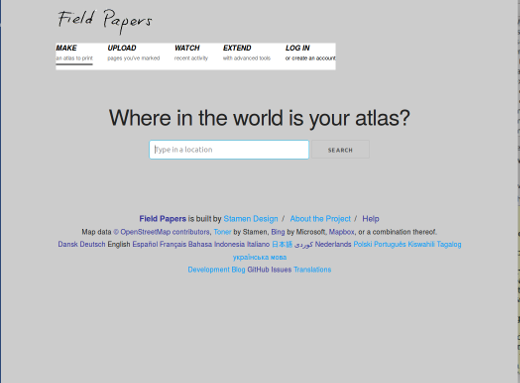 Field Papers
MAKE UPLOAD WATCH EXTEND LOG IN
an atlas to print pages you've marked recent activity with advanced tools or create an account
Where in the world is your atlas?
Type in a location SEARCH
Field Papers is built by Stamen Design / About the Project / Help
Map data © OpenStreetMap contributors, Toner by Stamen, Bing by Microsoft, Mapbox, or a combination thereof.
Dansk Deutsch English Español Français Bahasa Indonesia Italiano 日本語 كوردی Nederlands Polski Português Kiswahili Tagalog
українська мова
Development Blog GitHub Issues Translations